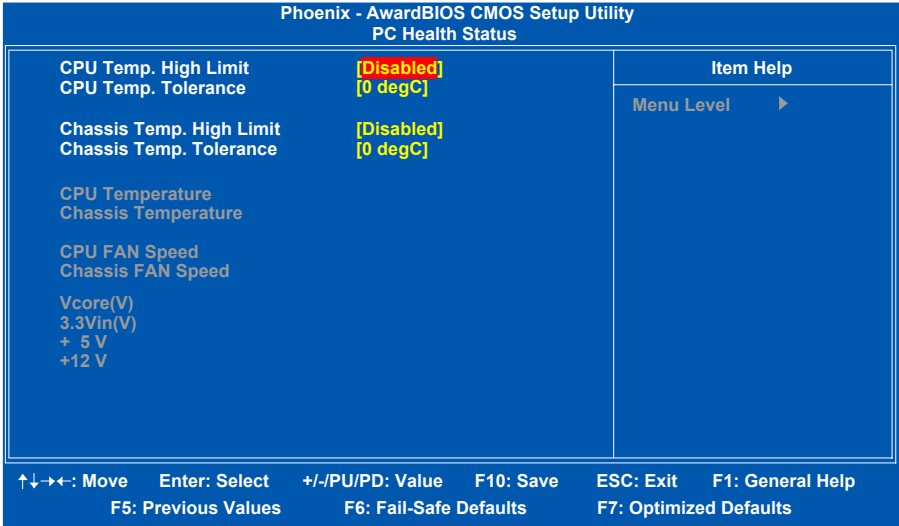 Phoenix - AwardBIOS CMOS Setup Utility
PC Health Status
CPU Temp. High Limit [Disabled]
CPU Temp. Tolerance [0 degC]
Chassis Temp. High Limit [Disabled]
Chassis Temp. Tolerance [0 degC]
CPU Temperature
Chassis Temperature
CPU FAN Speed
Chassis FAN Speed
Vcore(V)
3.3Vin(V)
+ 5 V
+12 V
Item Help
Menu Level ▶
↑↓→←: Move Enter: Select +/-/PU/PD: Value F10: Save ESC: Exit F1: General Help
F5: Previous Values F6: Fail-Safe Defaults F7: Optimized Defaults